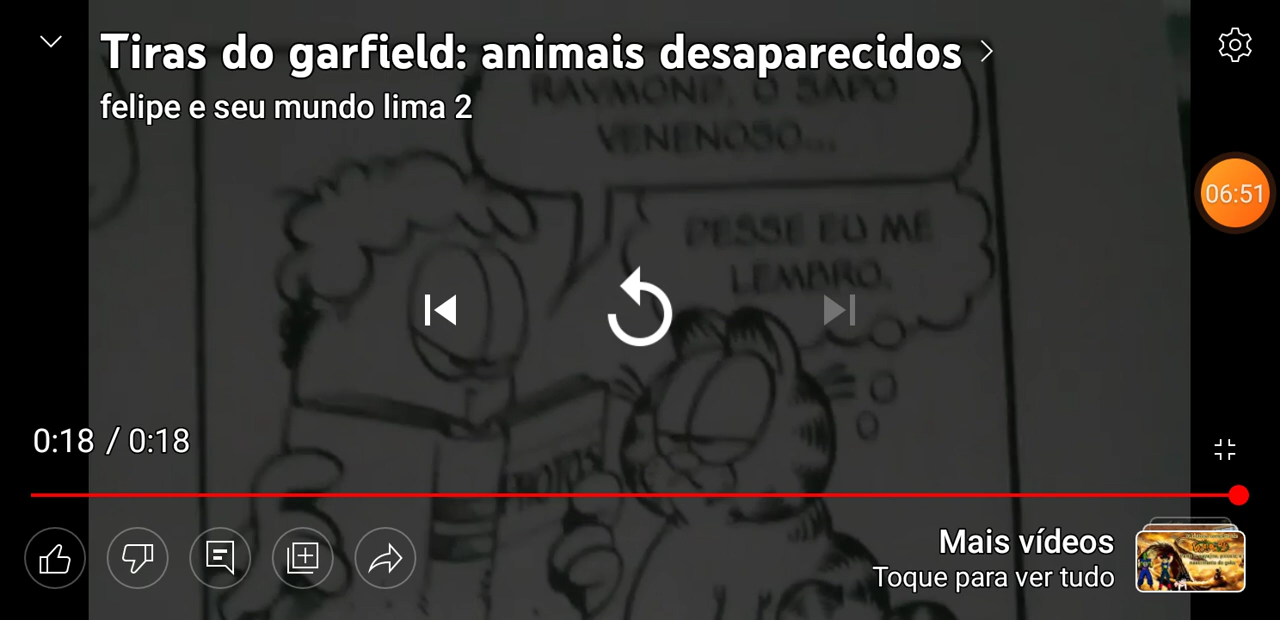 Tiras do garfield: animais desaparecidos
felipe e seu mundo lima 2
RAYMOND, O SAPO
VENENOSO...
06:51
DESSE EU ME
LEMBRO.
FOTOS
0:18 / 0:18
Mais vídeos
Toque para ver tudo